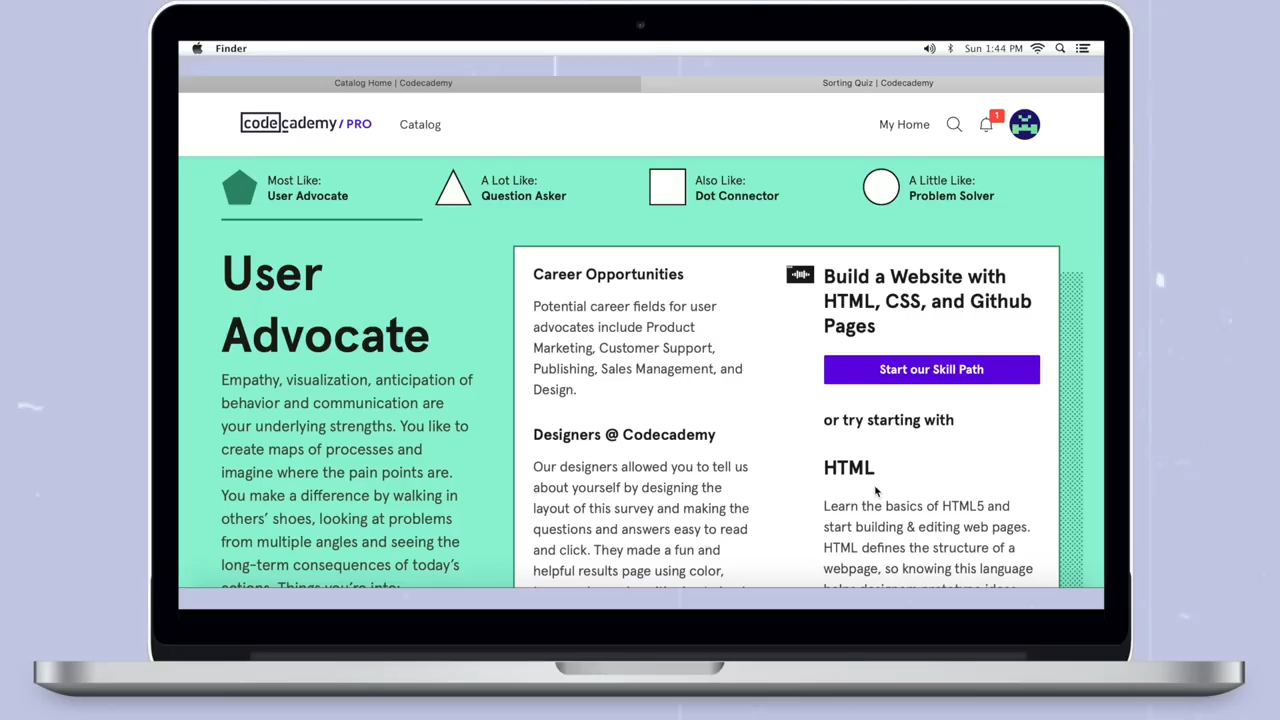 Finder
Sun 1:44 PM
Catalog Home | Codecademy
Sorting Quiz | Codecademy
codecademy/PRO
Catalog
My Home
1
Most Like:
User Advocate
A Lot Like:
Question Asker
Also Like:
Dot Connector
A Little Like:
Problem Solver
User
Advocate
Empathy, visualization, anticipation of
behavior and communication are
your underlying strengths. You like to
create maps of processes and
imagine where the pain points are.
You make a difference by walking in
others’ shoes, looking at problems
from multiple angles and seeing the
long-term consequences of today’s
actions. Things you’re into:
Career Opportunities
Potential career fields for user
advocates include Product
Marketing, Customer Support,
Publishing, Sales Management, and
Design.
Designers @ Codecademy
Our designers allowed you to tell us
about yourself by designing the
layout of this survey and making the
questions and answers easy to read
and click. They made a fun and
helpful results page using color,
Build a Website with
HTML, CSS, and Github
Pages
Start our Skill Path
or try starting with
HTML
Learn the basics of HTML5 and
start building & editing web pages.
HTML defines the structure of a
webpage, so knowing this language
helps designers prototype ideas